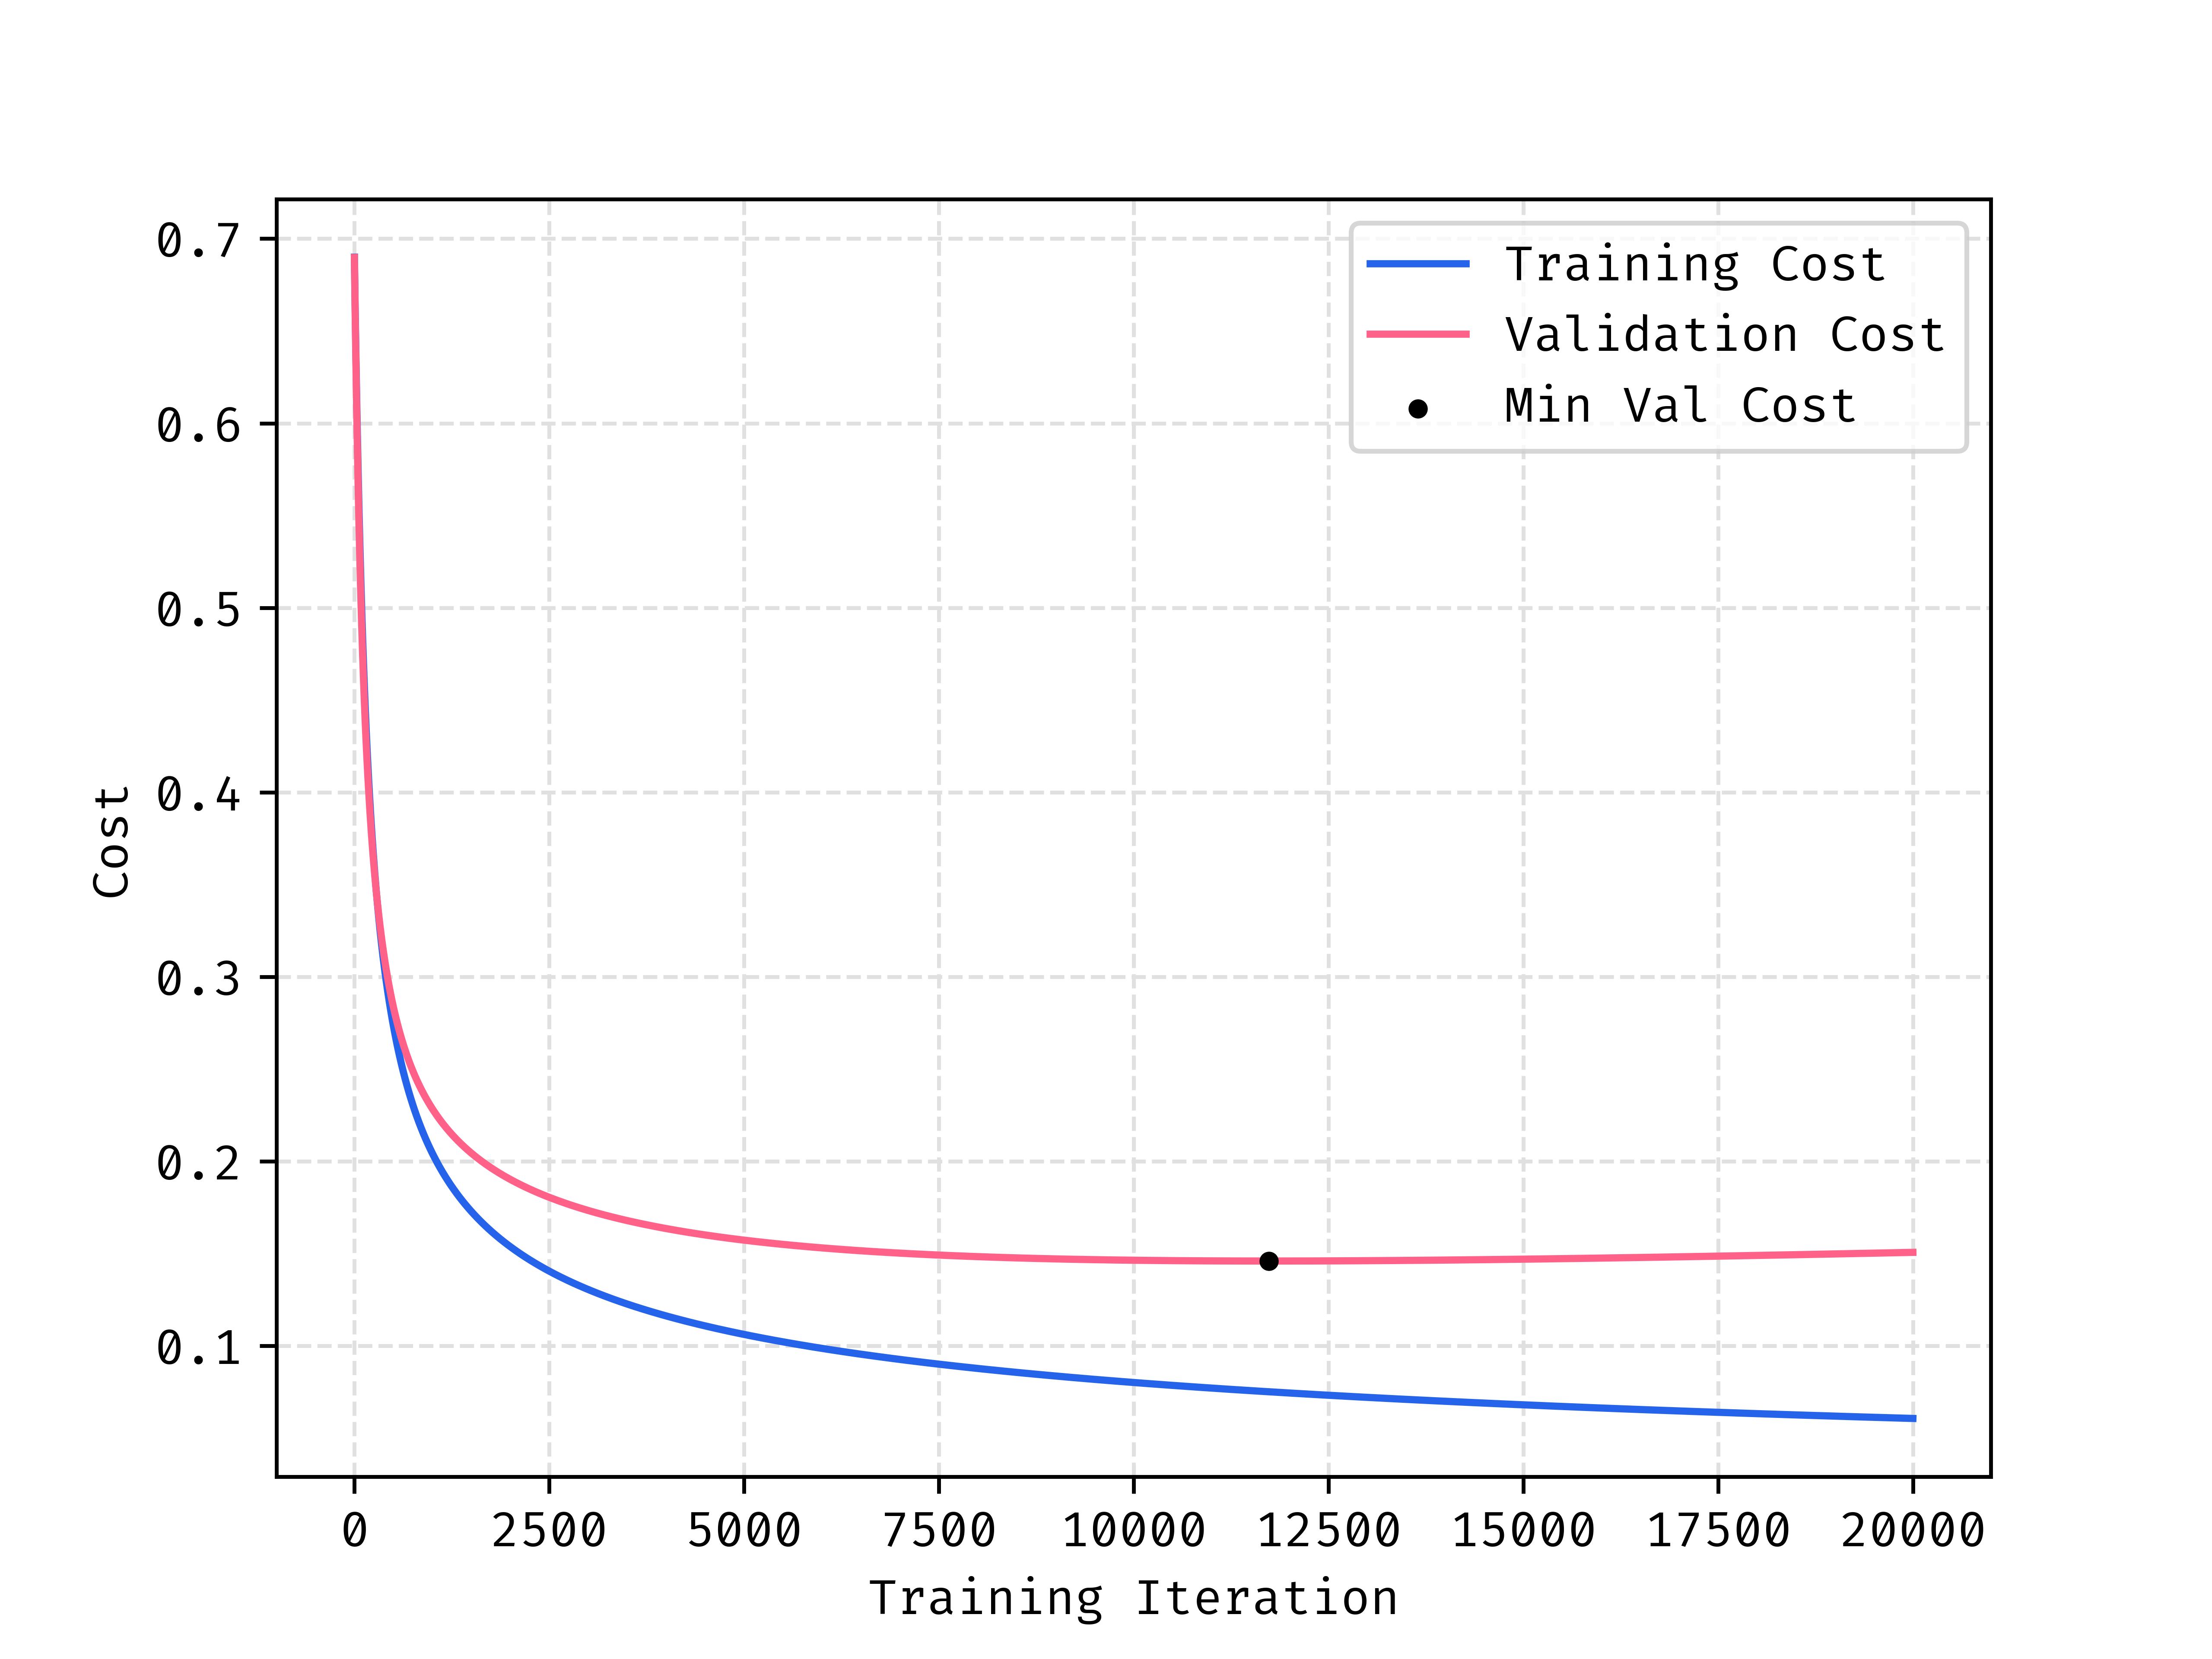 0.7
0.6
0.5
0.4
0.3
0.2
0.1
Cost
Training Cost
Validation Cost
Min Val Cost
0 2500 5000 7500 10000 12500 15000 17500 20000
Training Iteration